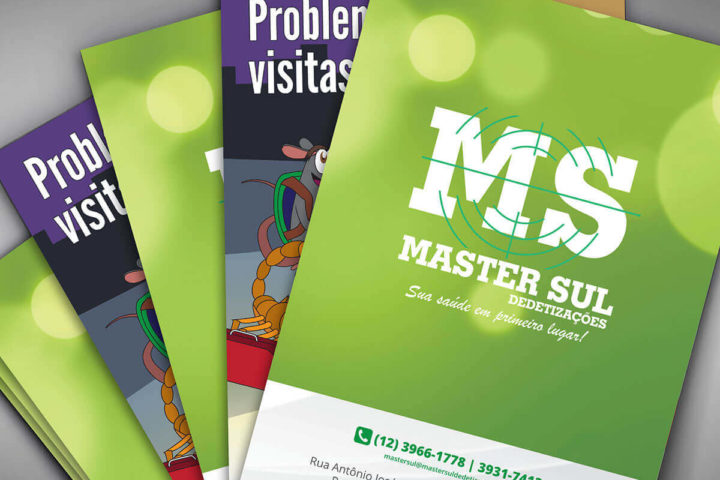 Problem
visitas
Probl
visit
MS
MASTER SUL
DEDETIZAÇÕES
Sua saúde em primeiro lugar!
(12) 3966-1778 | 3931-741
mastersul@mastersuldedeti
Rua Antônio